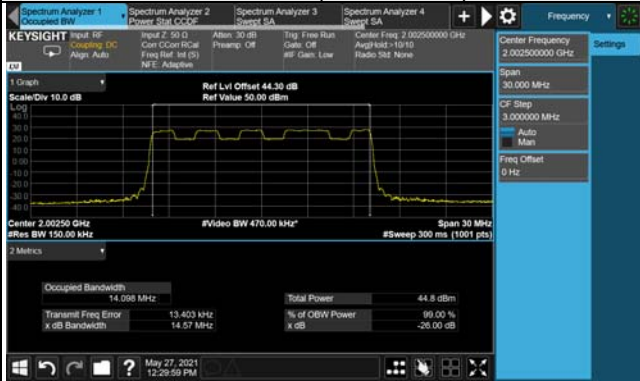 Spectrum Analyzer 1
Occupied BW
Spectrum Analyzer 2
Power Stat CCDF
Spectrum Analyzer 3
Swept SA
Spectrum Analyzer 4
Swept SA
Frequency
KEYSIGHT
Input: RF
Coupling: DC
Align: Auto
Input Z: 50 Ω
Corr CCorr RCal
Freq Ref: Int (S)
NFE: Adaptive
Atten: 30 dB
Preamp: Off
Trig: Free Run
Gate: Off
#IF Gain: Low
Center Freq: 2.002500000 GHz
Avg|Hold:>10/10
Radio Std: None
LXI
Center Frequency
2.002500000 GHz
Settings
Span
30.000 MHz
CF Step
3.000000 MHz
Auto
Man
Freq Offset
0 Hz
1 Graph
Scale/Div 10.0 dB
Ref Lvl Offset 44.30 dB
Ref Value 50.00 dBm
Log
40.0
30.0
20.0
10.0
0.00
-10.0
-20.0
-30.0
-40.0
Center 2.00250 GHz
#Res BW 150.00 kHz
#Video BW 470.00 kHz*
Span 30 MHz
#Sweep 300 ms (1001 pts)
2 Metrics
Occupied Bandwidth
14.098 MHz
Total Power
44.8 dBm
Transmit Freq Error
13.403 kHz
% of OBW Power
99.00 %
x dB Bandwidth
14.57 MHz
x dB
-26.00 dB
?
May 27, 2021
12:29:59 PM